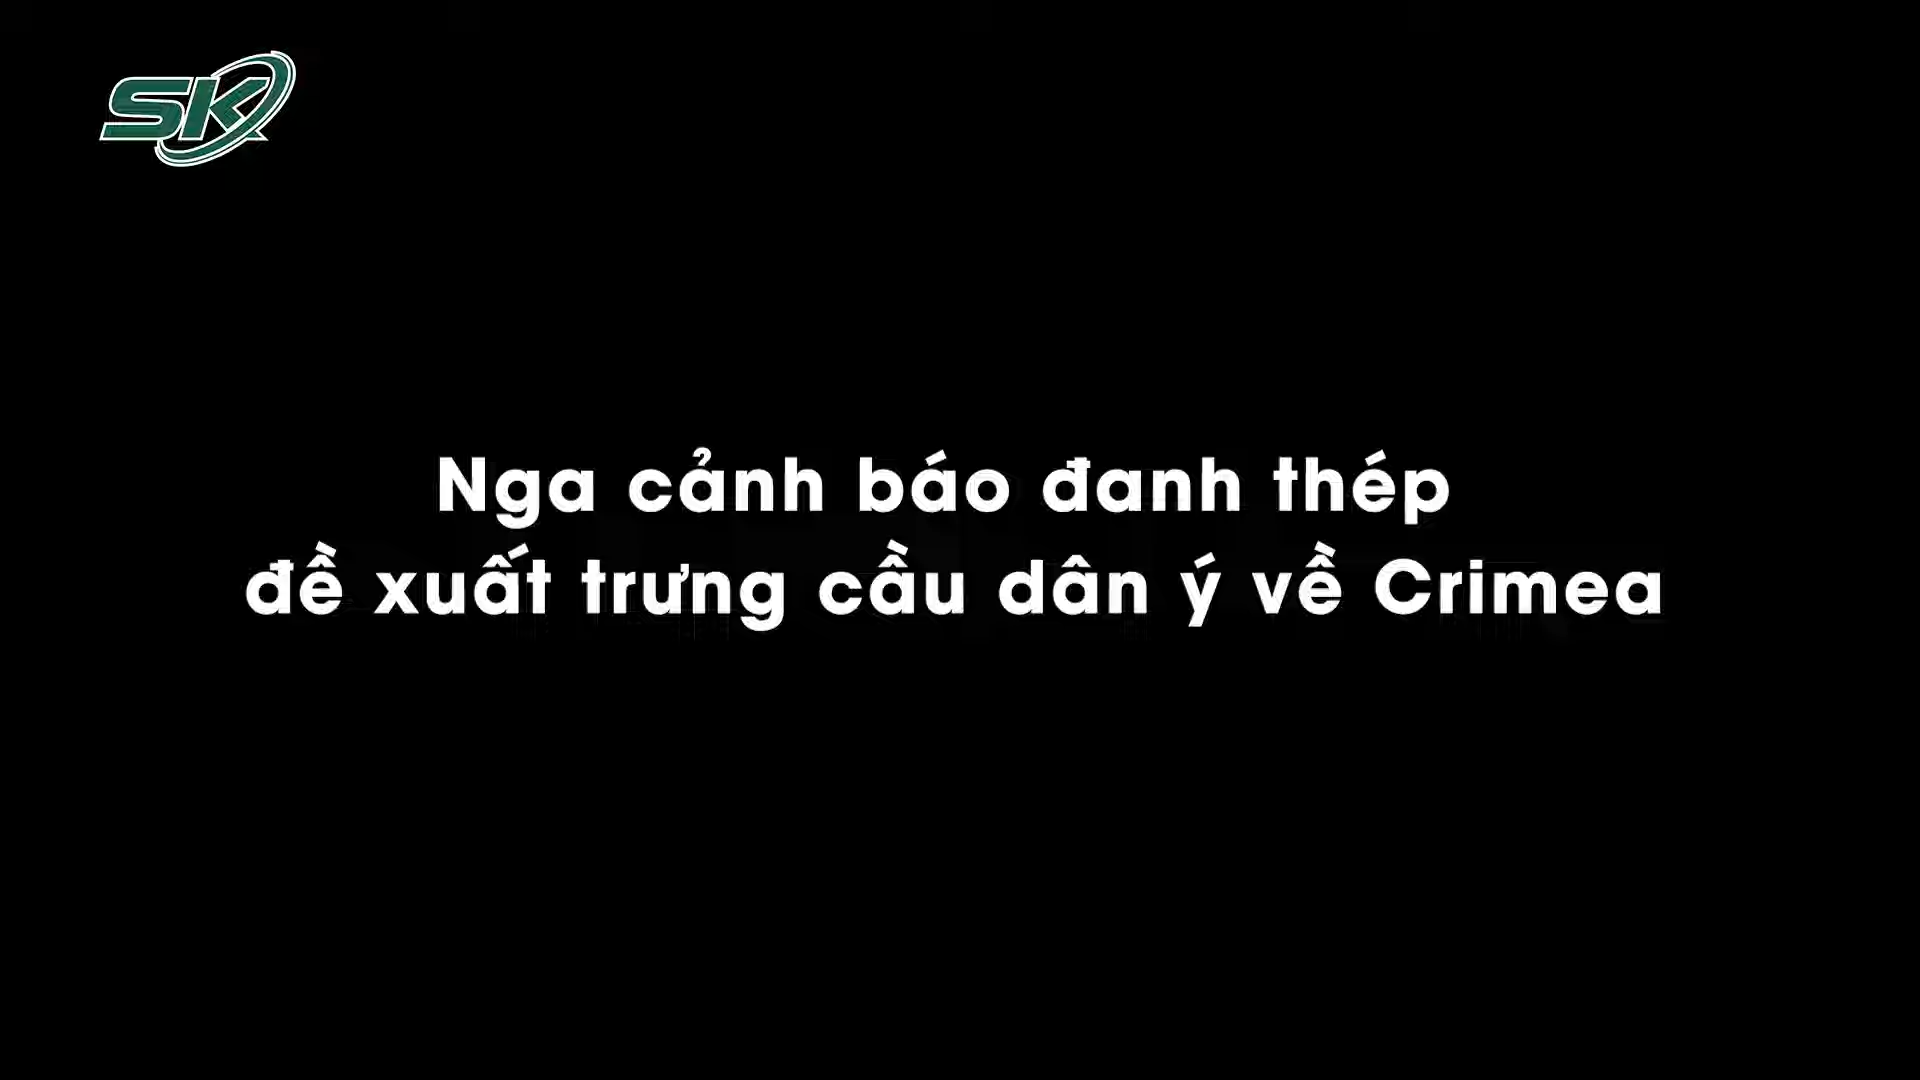 SK
Nga cảnh báo đanh thép
đề xuất trưng cầu dân ý về Crimea